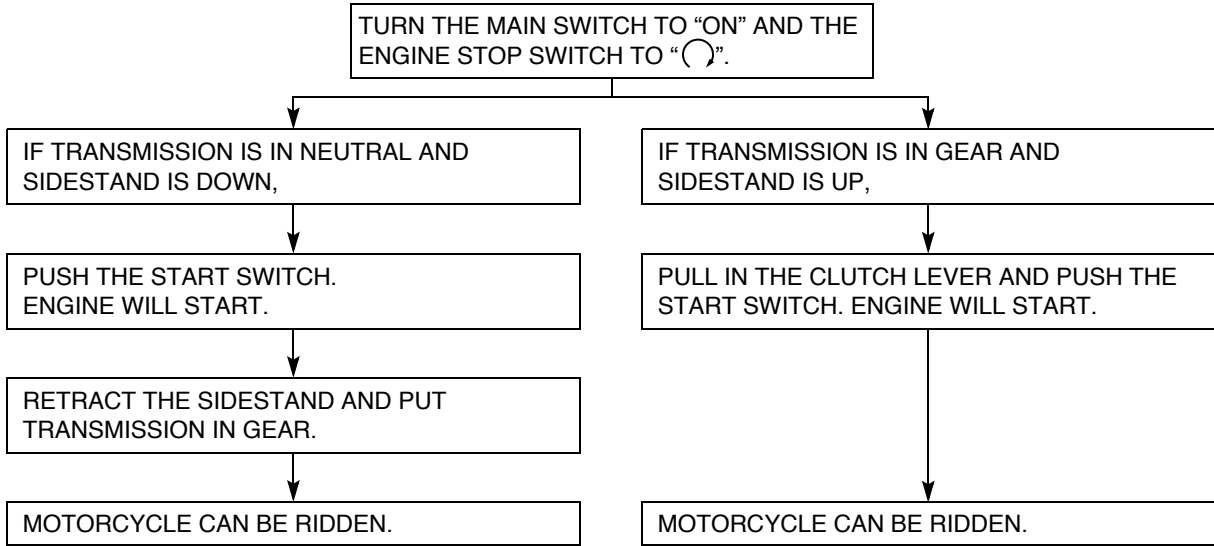 TURN THE MAIN SWITCH TO “ON” AND THE
ENGINE STOP SWITCH TO “ ”.
IF TRANSMISSION IS IN NEUTRAL AND
SIDESTAND IS DOWN,
PUSH THE START SWITCH.
ENGINE WILL START.
RETRACT THE SIDESTAND AND PUT
TRANSMISSION IN GEAR.
MOTORCYCLE CAN BE RIDDEN.
IF TRANSMISSION IS IN GEAR AND
SIDESTAND IS UP,
PULL IN THE CLUTCH LEVER AND PUSH THE
START SWITCH. ENGINE WILL START.
MOTORCYCLE CAN BE RIDDEN.